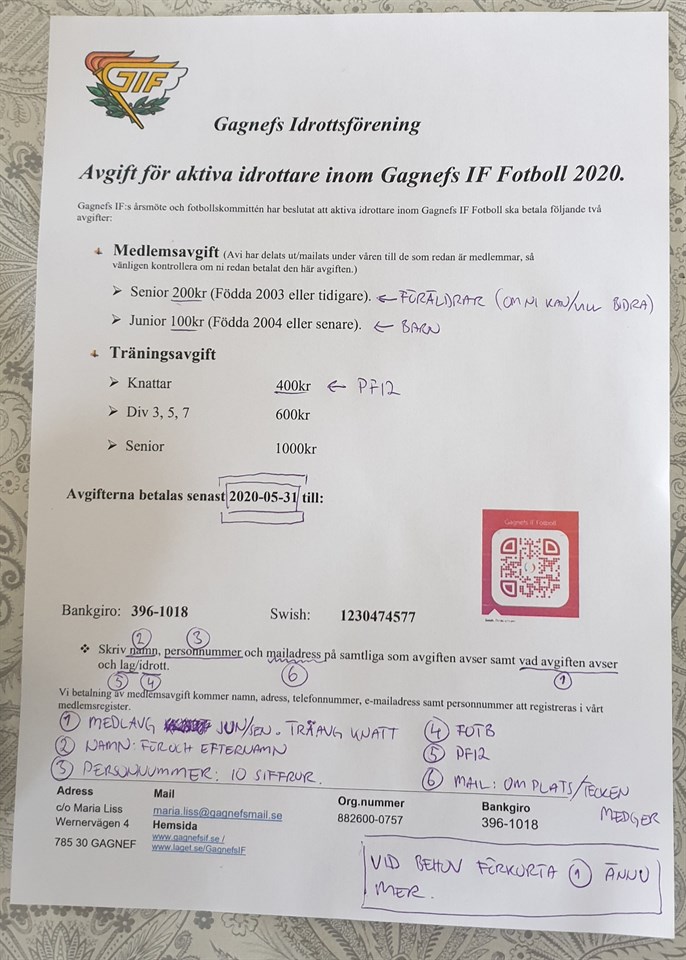 GIF
Gagnefs Idrottsförening
Avgift för aktiva idrottare inom Gagnefs IF Fotboll 2020.
Gagnefs IF:s årsmöte och fotbollskommittén har beslutat att aktiva idrottare inom Gagnefs IF Fotboll ska betala följande två
avgifter:
Medlemsavgift (Avi har delats ut/mailats under våren till de som redan är medlemmar, så
vänligen kontrollera om ni redan betalat den här avgiften.)
Senior 200kr (Födda 2003 eller tidigare). ← FÖRÄLDRAR (OM NI KAN/VILL BIDRA)
Junior 100kr (Födda 2004 eller senare). ← BARN
Träningsavgift
Knattar 400kr ← PF12
Div 3, 5, 7 600kr
Senior 1000kr
Avgifterna betalas senast 2020-05-31 till:
Gagnefs IF Fotboll
Bankgiro: 396-1018 Swish: 1230474577
2 3
Skriv namn, personnummer och mailadress på samtliga som avgiften avser samt vad avgiften avser
och lag/idrott.
5 4 6 1
Vi betalning av medlemsavgift kommer namn, adress, telefonnummer, e-mailadress samt personnummer att registreras i vårt
medlemsregister.
1 MEDLAVG JUN/SEN. TRÄAVG KNATT 4 FOTB
2 NAMN: FÖR OCH EFTERNAMN 5 PF12
3 PERSONNUMMER: 10 SIFFROR. 6 MAIL: OM PLATS/TECKEN
MEDGER
Adress Mail Org.nummer Bankgiro
c/o Maria Liss maria.liss@gagnefsmail.se 882600-0757 396-1018
Wernervägen 4 Hemsida
785 30 GAGNEF www.gagnefsif.se /
www.laget.se/GagnefsIF
VID BEHOV FÖRKORTA 1 ÄNNU
MER.